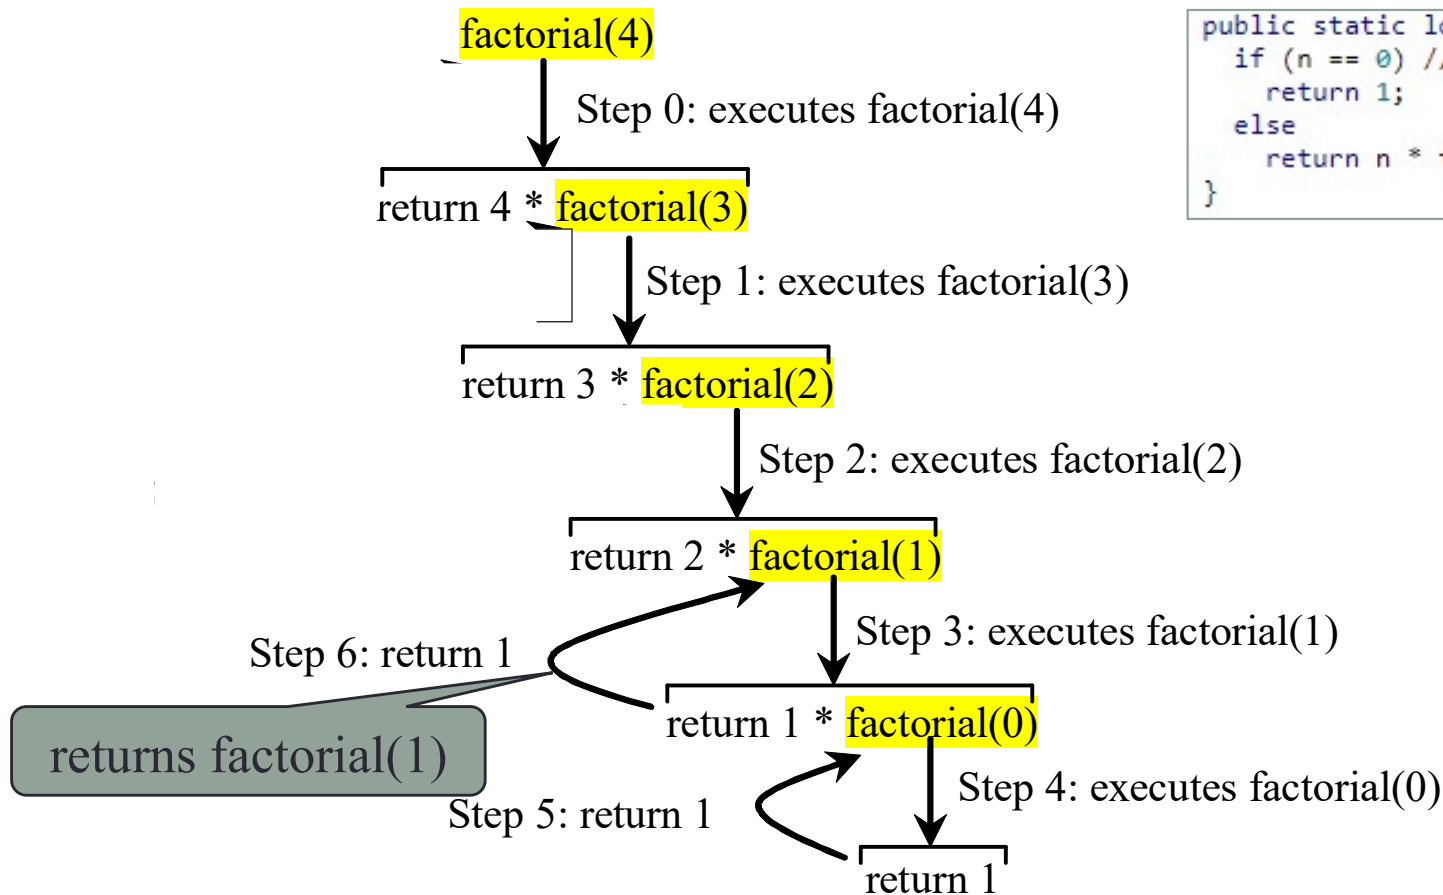 factorial(4)
Step 0: executes factorial(4)
return 4 * factorial(3)
Step 1: executes factorial(3)
return 3 * factorial(2)
Step 2: executes factorial(2)
return 2 * factorial(1)
Step 3: executes factorial(1)
Step 6: return 1
returns factorial(1)
return 1 * factorial(0)
Step 4: executes factorial(0)
Step 5: return 1
return 1
public static
if (n == 0) //
return 1;
else
return n *
}